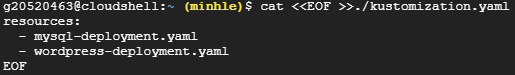 g20520463@cloudshell:~ (minhle)$ cat <<EOF >>./kustomization.yaml
resources:
  - mysql-deployment.yaml
  - wordpress-deployment.yaml
EOF